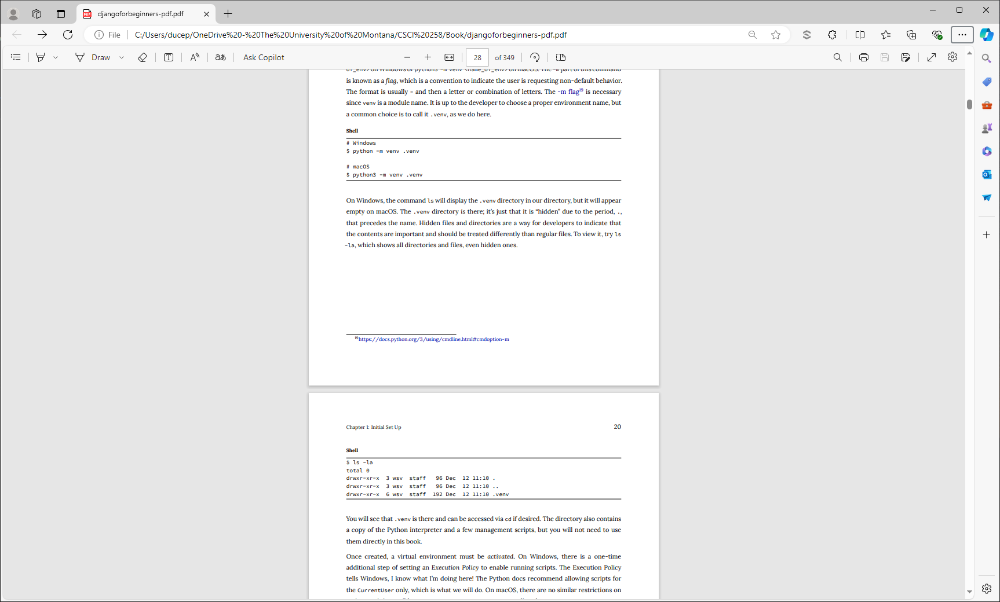 djangoforbeginners-pdf.pdf
File
C:/Users/ducep/OneDrive%20-%20The%20University%20of%20Montana/CSCI%20258/Book/djangoforbeginners-pdf.pdf
Draw
Ask Copilot
28
of 349
of_env> on Windows or python3 -m venv <name_of_env> on macOS. The -m part of this command
is known as a flag, which is a convention to indicate the user is requesting non-default behavior.
The format is usually - and then a letter or combination of letters. The -m flag¹⁹ is necessary
since venv is a module name. It is up to the developer to choose a proper environment name, but
a common choice is to call it .venv, as we do here.
Shell
# Windows
$ python -m venv .venv
# macOS
$ python3 -m venv .venv
On Windows, the command ls will display the .venv directory in our directory, but it will appear
empty on macOS. The .venv directory is there; it’s just that it is “hidden” due to the period, .,
that precedes the name. Hidden files and directories are a way for developers to indicate that
the contents are important and should be treated differently than regular files. To view it, try ls
-la, which shows all directories and files, even hidden ones.
¹⁹https://docs.python.org/3/using/cmdline.html#cmdoption-m
Chapter 1: Initial Set Up
20
Shell
$ ls -la
total 0
drwxr-xr-x  3 wsv  staff   96 Dec  12 11:10 .
drwxr-xr-x  3 wsv  staff   96 Dec  12 11:10 ..
drwxr-xr-x  6 wsv  staff  192 Dec  12 11:10 .venv
You will see that .venv is there and can be accessed via cd if desired. The directory also contains
a copy of the Python interpreter and a few management scripts, but you will not need to use
them directly in this book.
Once created, a virtual environment must be activated. On Windows, there is a one-time
additional step of setting an Execution Policy to enable running scripts. The Execution Policy
tells Windows, I know what I’m doing here! The Python docs recommend allowing scripts for
the CurrentUser only, which is what we will do. On macOS, there are no similar restrictions on